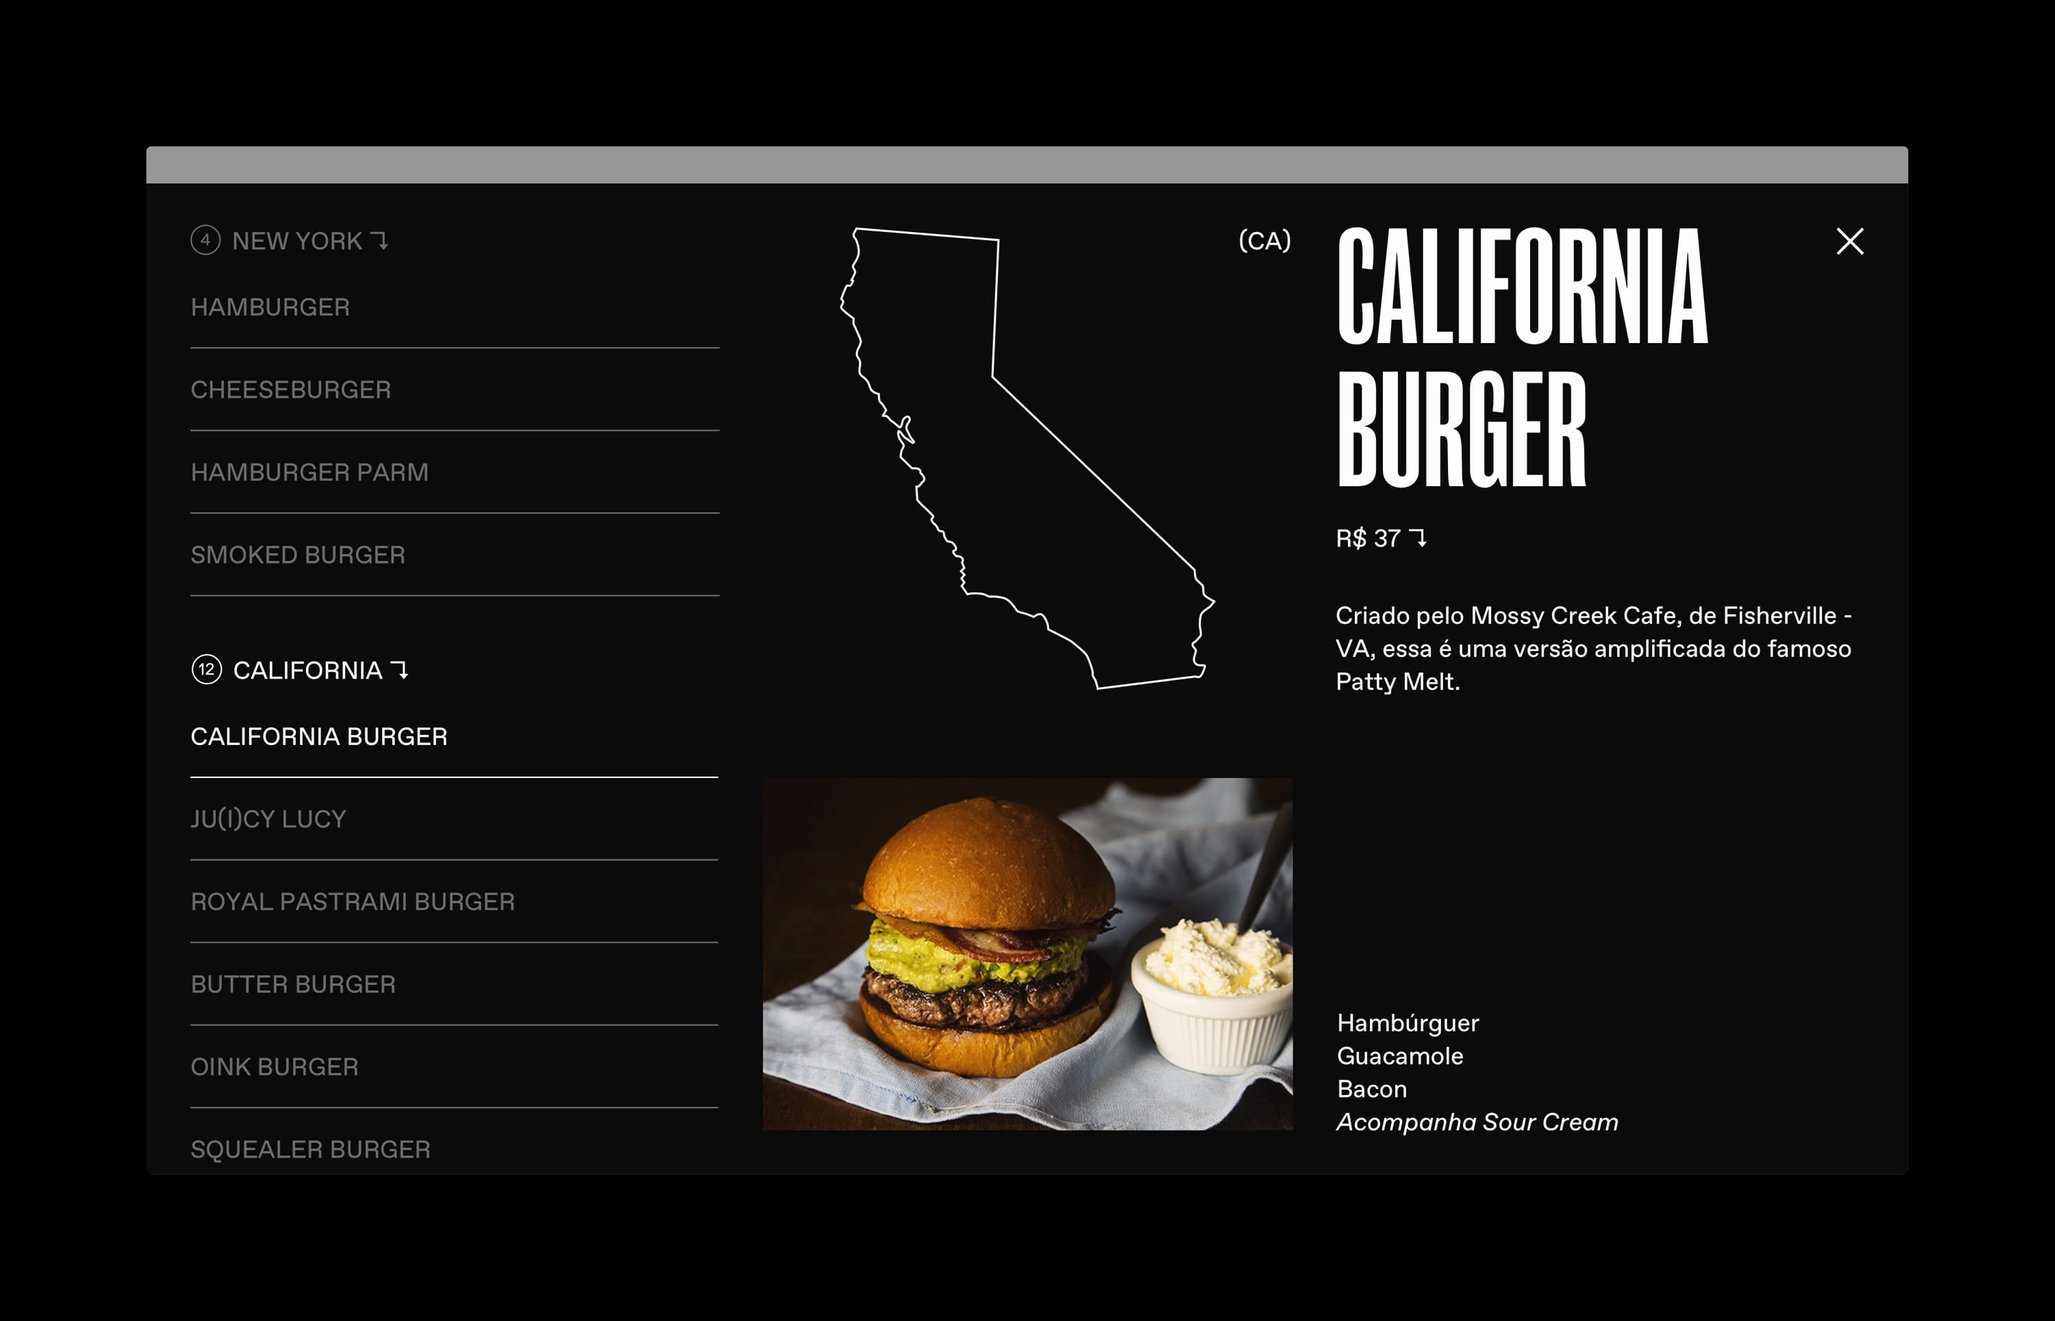 4 NEW YORK
HAMBURGER
CHEESEBURGER
HAMBURGER PARM
SMOKED BURGER
12 CALIFORNIA
CALIFORNIA BURGER
JU(I)CY LUCY
ROYAL PASTRAMI BURGER
BUTTER BURGER
OINK BURGER
SQUEALER BURGER
(CA)
CALIFORNIA
BURGER
R$ 37
Criado pelo Mossy Creek Cafe, de Fisherville -
VA, essa é uma versão amplificada do famoso
Patty Melt.
Hambúrguer
Guacamole
Bacon
Acompanha Sour Cream